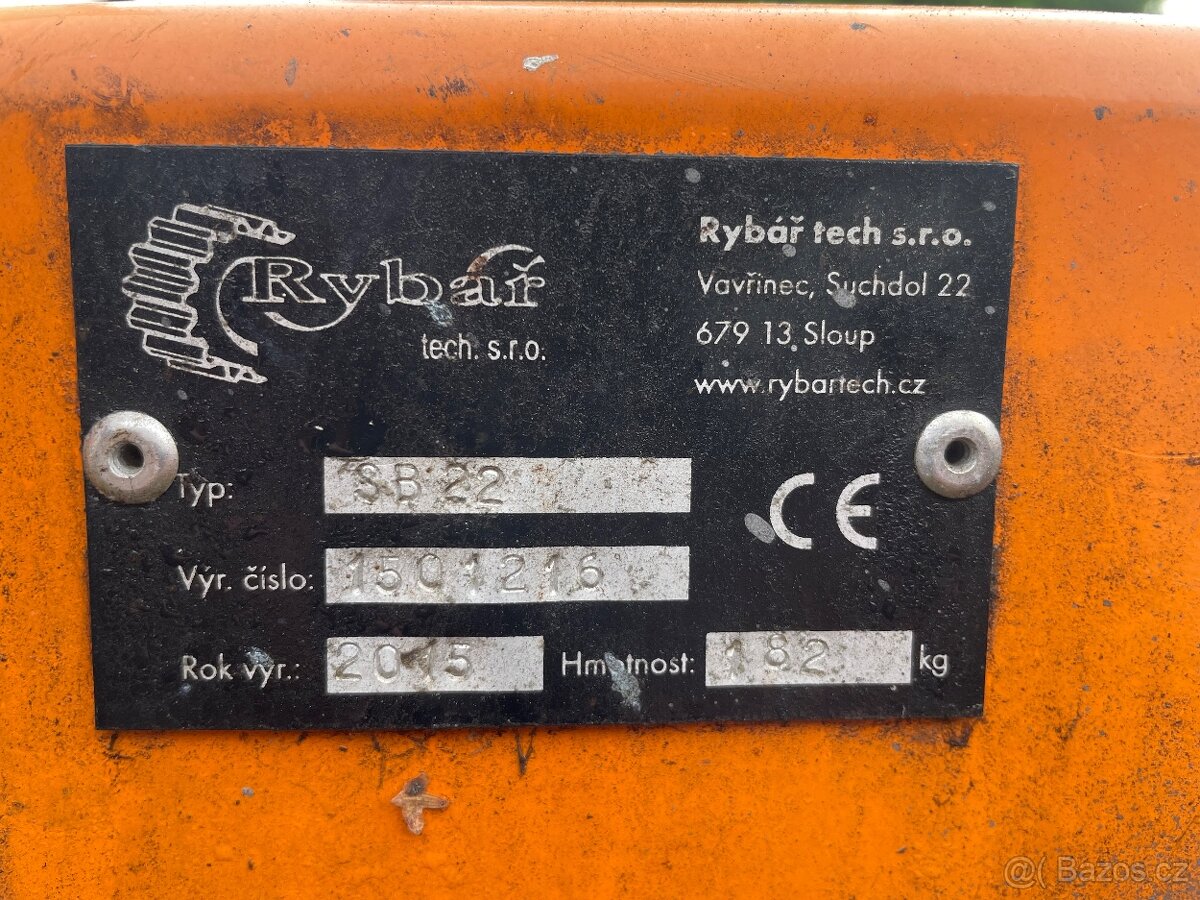 Rybář
tech. s.r.o.
Rybář tech s.r.o.
Vavřinec, Suchdol 22
679 13 Sloup
www.rybartech.cz
Typ: SB 22
CE
Výr. číslo: 1501216
Rok výr.: 2015 Hmotnost: 182 kg
@( Bazos.cz